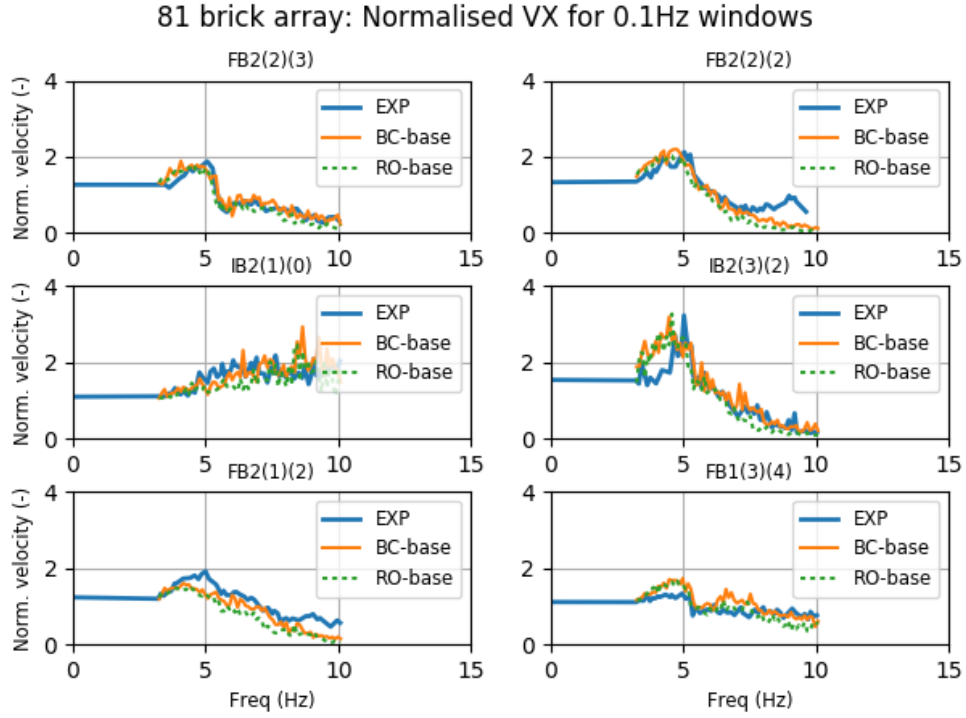 81 brick array: Normalised VX for 0.1Hz windows
FB2(2)(3)
FB2(2)(2)
Norm. velocity (-)
4
2
0
0
5
10
15
EXP
BC-base
RO-base
4
2
0
0
5
10
15
EXP
BC-base
RO-base
IB2(1)(0)
IB2(3)(2)
Norm. velocity (-)
4
2
0
0
5
10
15
EXP
BC-base
RO-base
4
2
0
0
5
10
15
EXP
BC-base
RO-base
FB2(1)(2)
FB1(3)(4)
Norm. velocity (-)
4
2
0
0
5
10
15
EXP
BC-base
RO-base
Freq (Hz)
4
2
0
0
5
10
15
EXP
BC-base
RO-base
Freq (Hz)